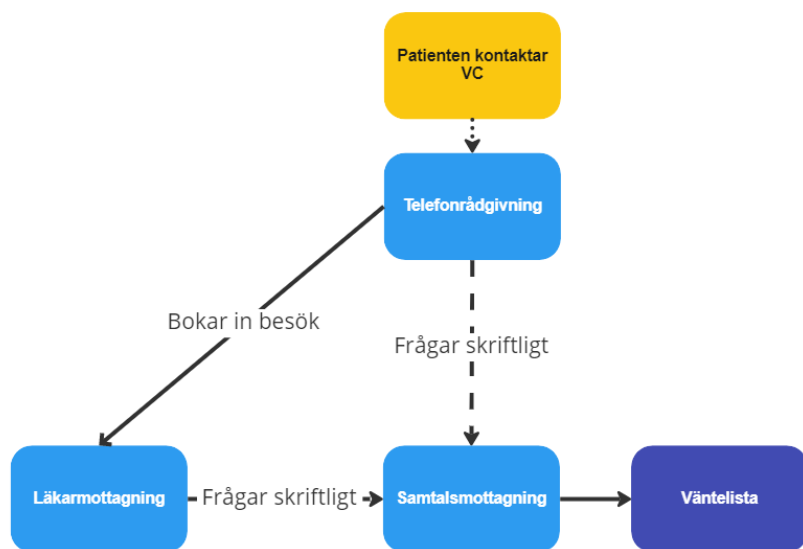 Patienten kontaktar
VC
Telefonrådgivning
Bokar in besök
Frågar skriftligt
Läkarmottagning
Frågar skriftligt
Samtalsmottagning
Väntelista